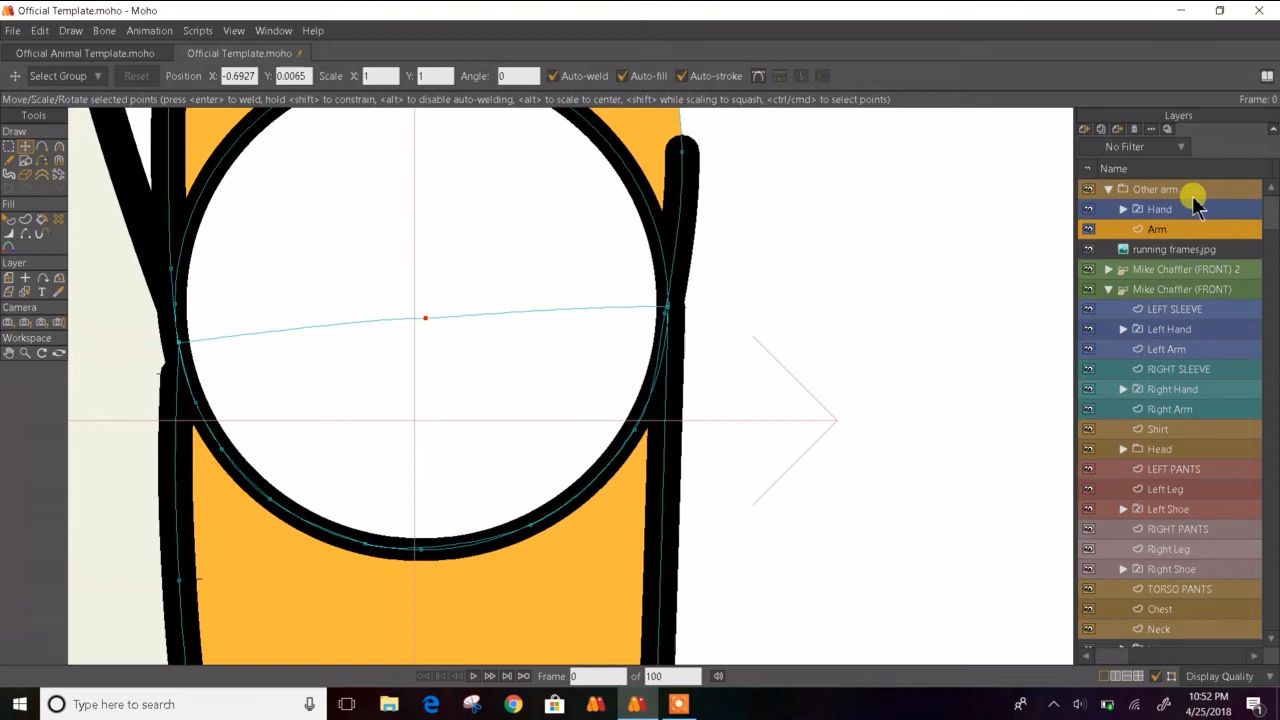 Official Template.moho - Moho
File Edit Draw Bone Animation Scripts View Window Help
Official Animal Template.moho Official Template.moho
Select Group Reset Position X: -0.6927 Y: 0.0065 Scale X: 1 Y: 1 Angle: 0 Auto-weld Auto-fill Auto-stroke
Move/Scale/Rotate selected points (press <enter> to weld, hold <shift> to constrain, <alt> to disable auto-welding, <alt> to scale to center, <shift> while scaling to squash, <ctrl/cmd> to select points) Frame: 0
Tools
Draw
Fill
Layer
Camera
Workspace
Layers
No Filter
Name
Other arm
Hand
Arm
running frames.jpg
Mike Chaffler (FRONT) 2
Mike Chaffler (FRONT)
LEFT SLEEVE
Left Hand
Left Arm
RIGHT SLEEVE
Right Hand
Right Arm
Shirt
Head
LEFT PANTS
Left Leg
Left Shoe
RIGHT PANTS
Right Leg
Right Shoe
TORSO PANTS
Chest
Neck
Frame 0 of 100 Display Quality
Type here to search
10:52 PM
4/25/2018